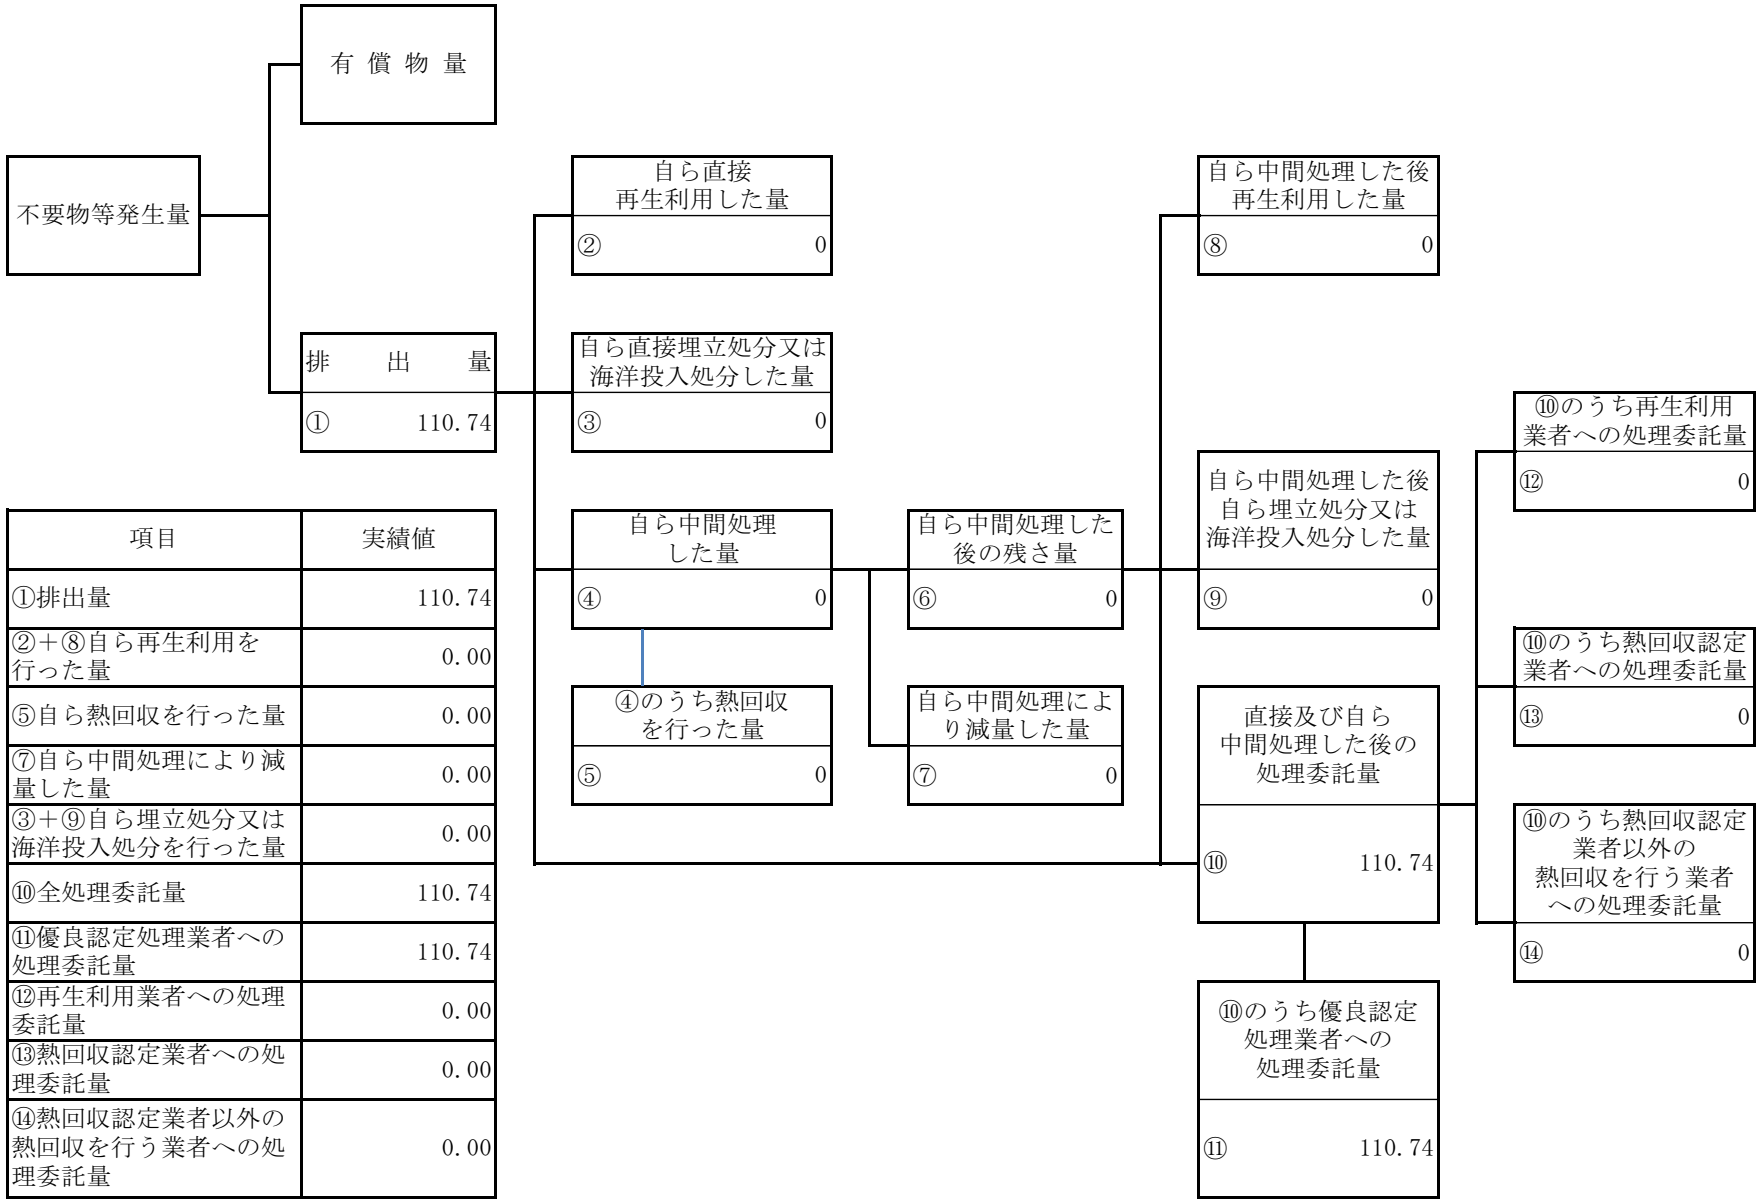 有償物量
不要物等発生量
自ら直接
再生利用した量
② 0
自ら中間処理した後
再生利用した量
⑧ 0
排出量
① 110.74
自ら直接埋立処分又は
海洋投入処分した量
③ 0
⑩のうち再生利用
業者への処理委託量
⑫ 0
自ら中間処理した後
自ら埋立処分又は
海洋投入処分した量
⑨ 0
自ら中間処理
した量
④ 0
自ら中間処理した
後の残さ量
⑥ 0
⑩のうち熱回収認定
業者への処理委託量
⑬ 0
④のうち熱回収
を行った量
⑤ 0
自ら中間処理によ
り減量した量
⑦ 0
直接及び自ら
中間処理した後の
処理委託量
⑩ 110.74
⑩のうち熱回収認定
業者以外の
熱回収を行う業者
への処理委託量
⑭ 0
⑩のうち優良認定
処理業者への
処理委託量
⑪ 110.74
項目 実績値
①排出量 110.74
②+⑧自ら再生利用を
行った量 0.00
⑤自ら熱回収を行った量 0.00
⑦自ら中間処理により減
量した量 0.00
③+⑨自ら埋立処分又は
海洋投入処分を行った量 0.00
⑩全処理委託量 110.74
⑪優良認定処理業者への
処理委託量 110.74
⑫再生利用業者への処理
委託量 0.00
⑬熱回収認定業者への処
理委託量 0.00
⑭熱回収認定業者以外の
熱回収を行う業者への処
理委託量 0.00